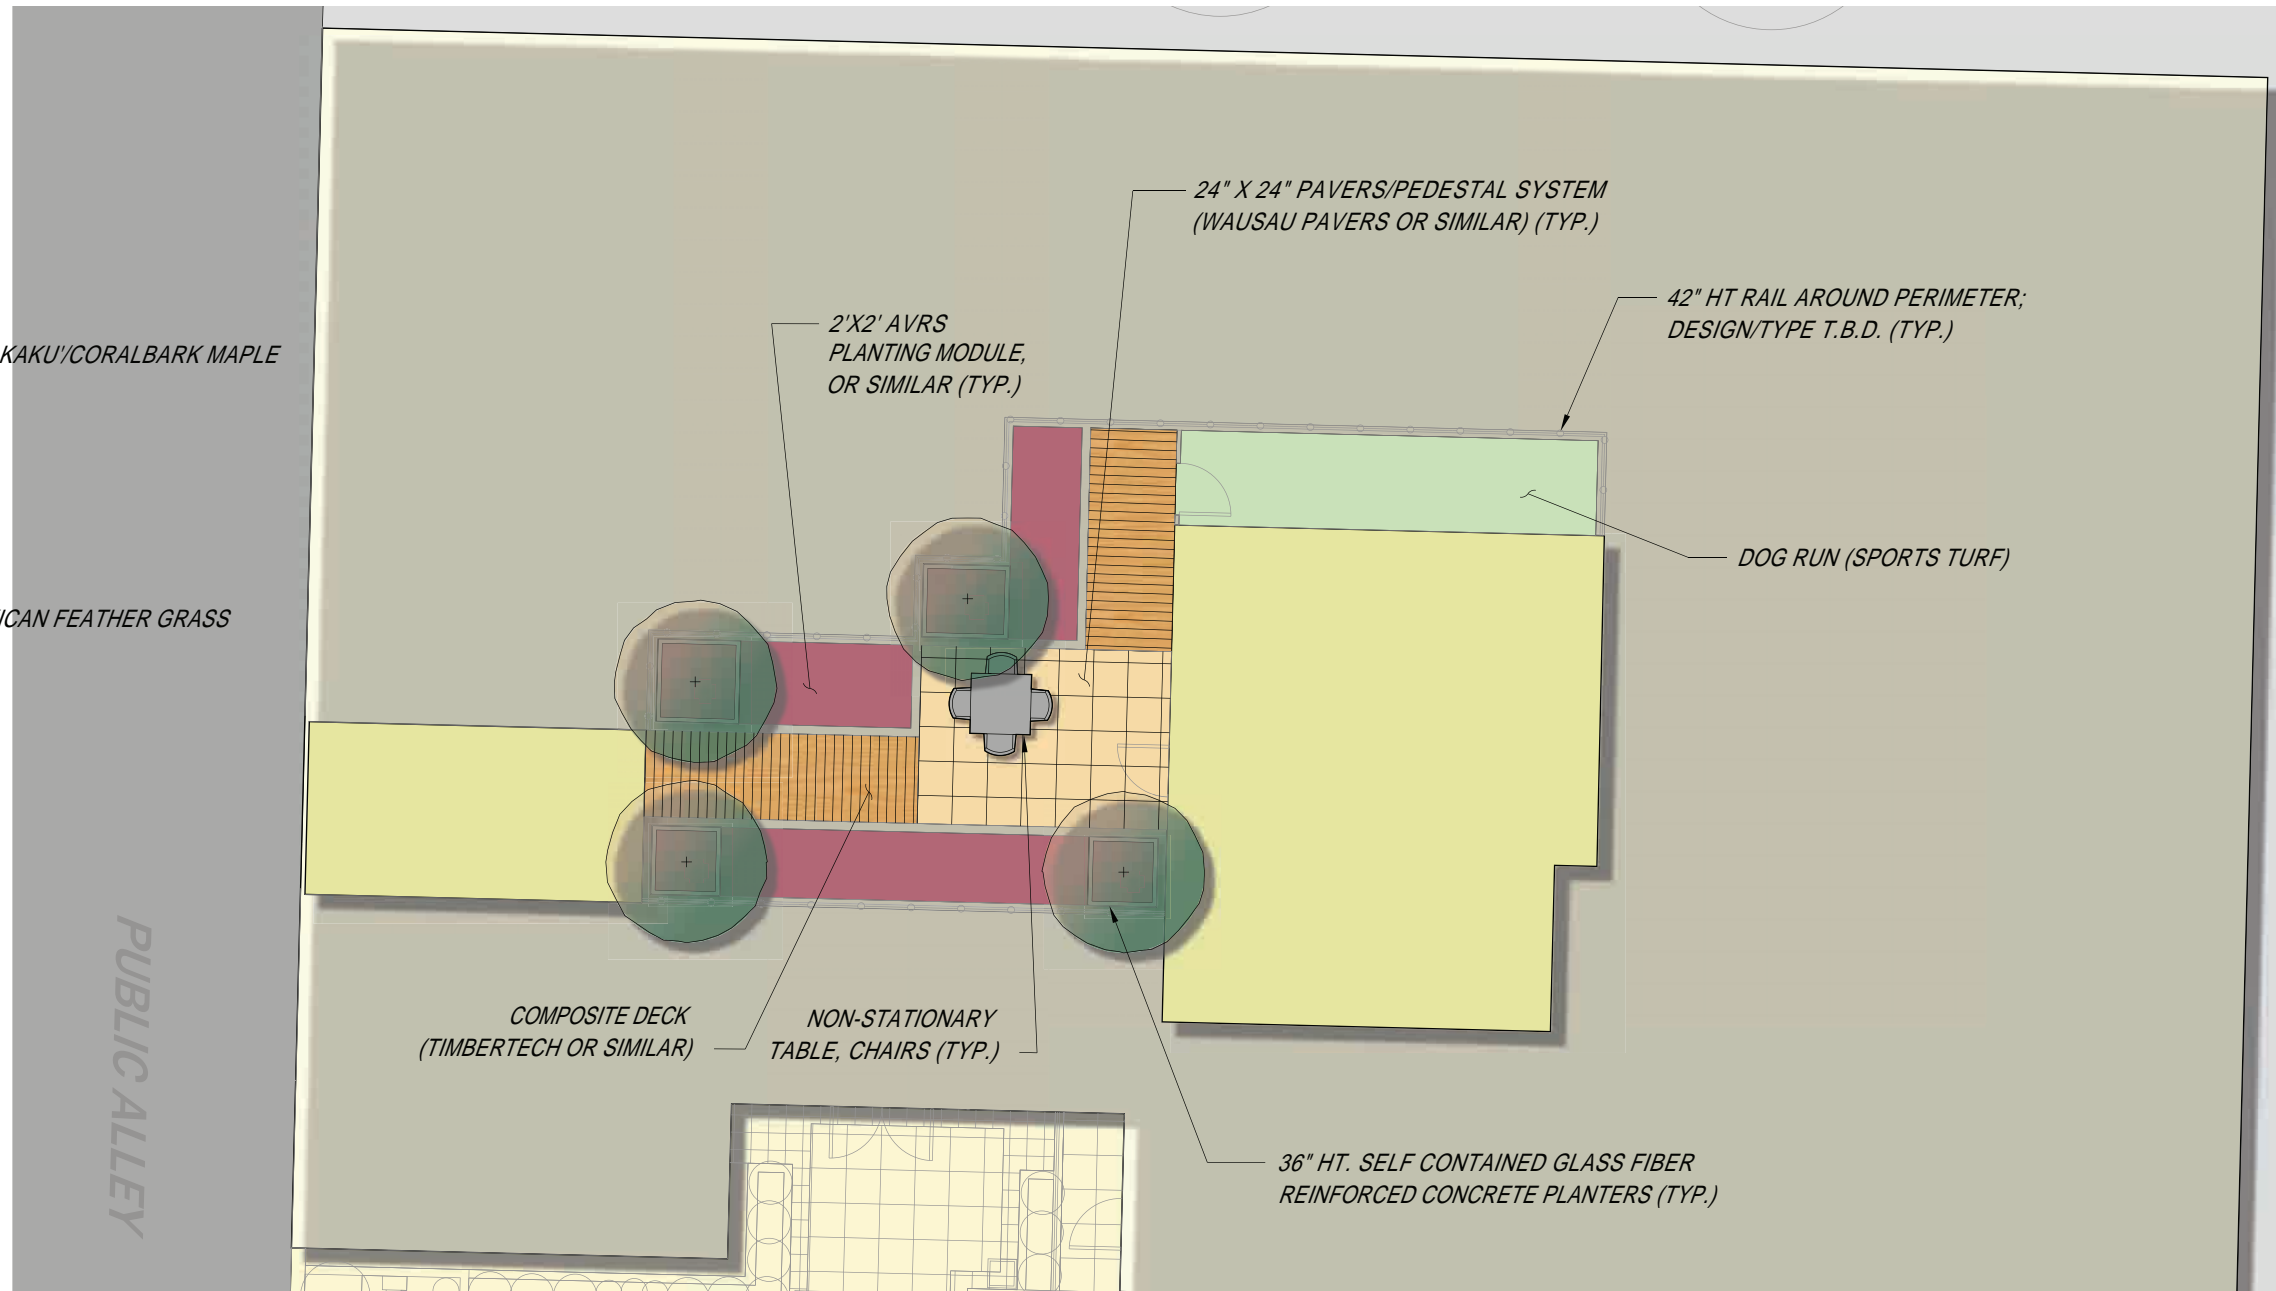 24" X 24" PAVERS/PEDESTAL SYSTEM
(WAUSAU PAVERS OR SIMILAR) (TYP.)
42" HT RAIL AROUND PERIMETER;
DESIGN/TYPE T.B.D. (TYP.)
2'X2' AVRS
PLANTING MODULE,
OR SIMILAR (TYP.)
KAKU'/CORALBARK MAPLE
DOG RUN (SPORTS TURF)
ICAN FEATHER GRASS
PUBLIC ALLEY
COMPOSITE DECK
(TIMBERTECH OR SIMILAR)
NON-STATIONARY
TABLE, CHAIRS (TYP.)
36" HT. SELF CONTAINED GLASS FIBER
REINFORCED CONCRETE PLANTERS (TYP.)